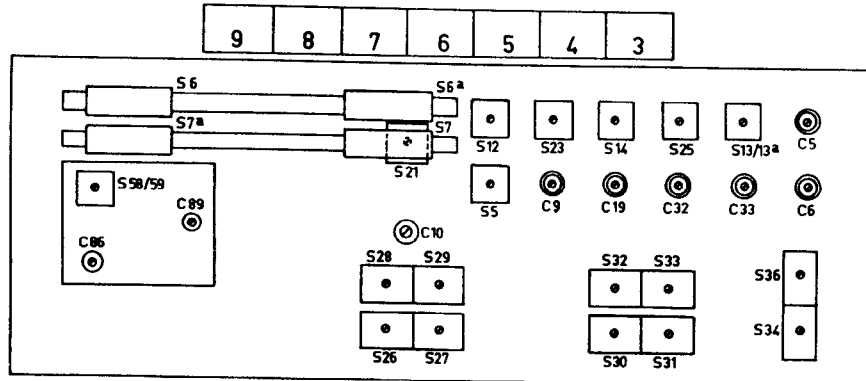 9 8 7 6 5 4 3
S6 S6a
S7a S7
S12 S23 S14 S25 S13/13a C5
S21
S58/59 S5 C9 C19 C32 C33 C6
C89
C86 C10
S28 S29 S32 S33 S36
S26 S27 S30 S31 S34